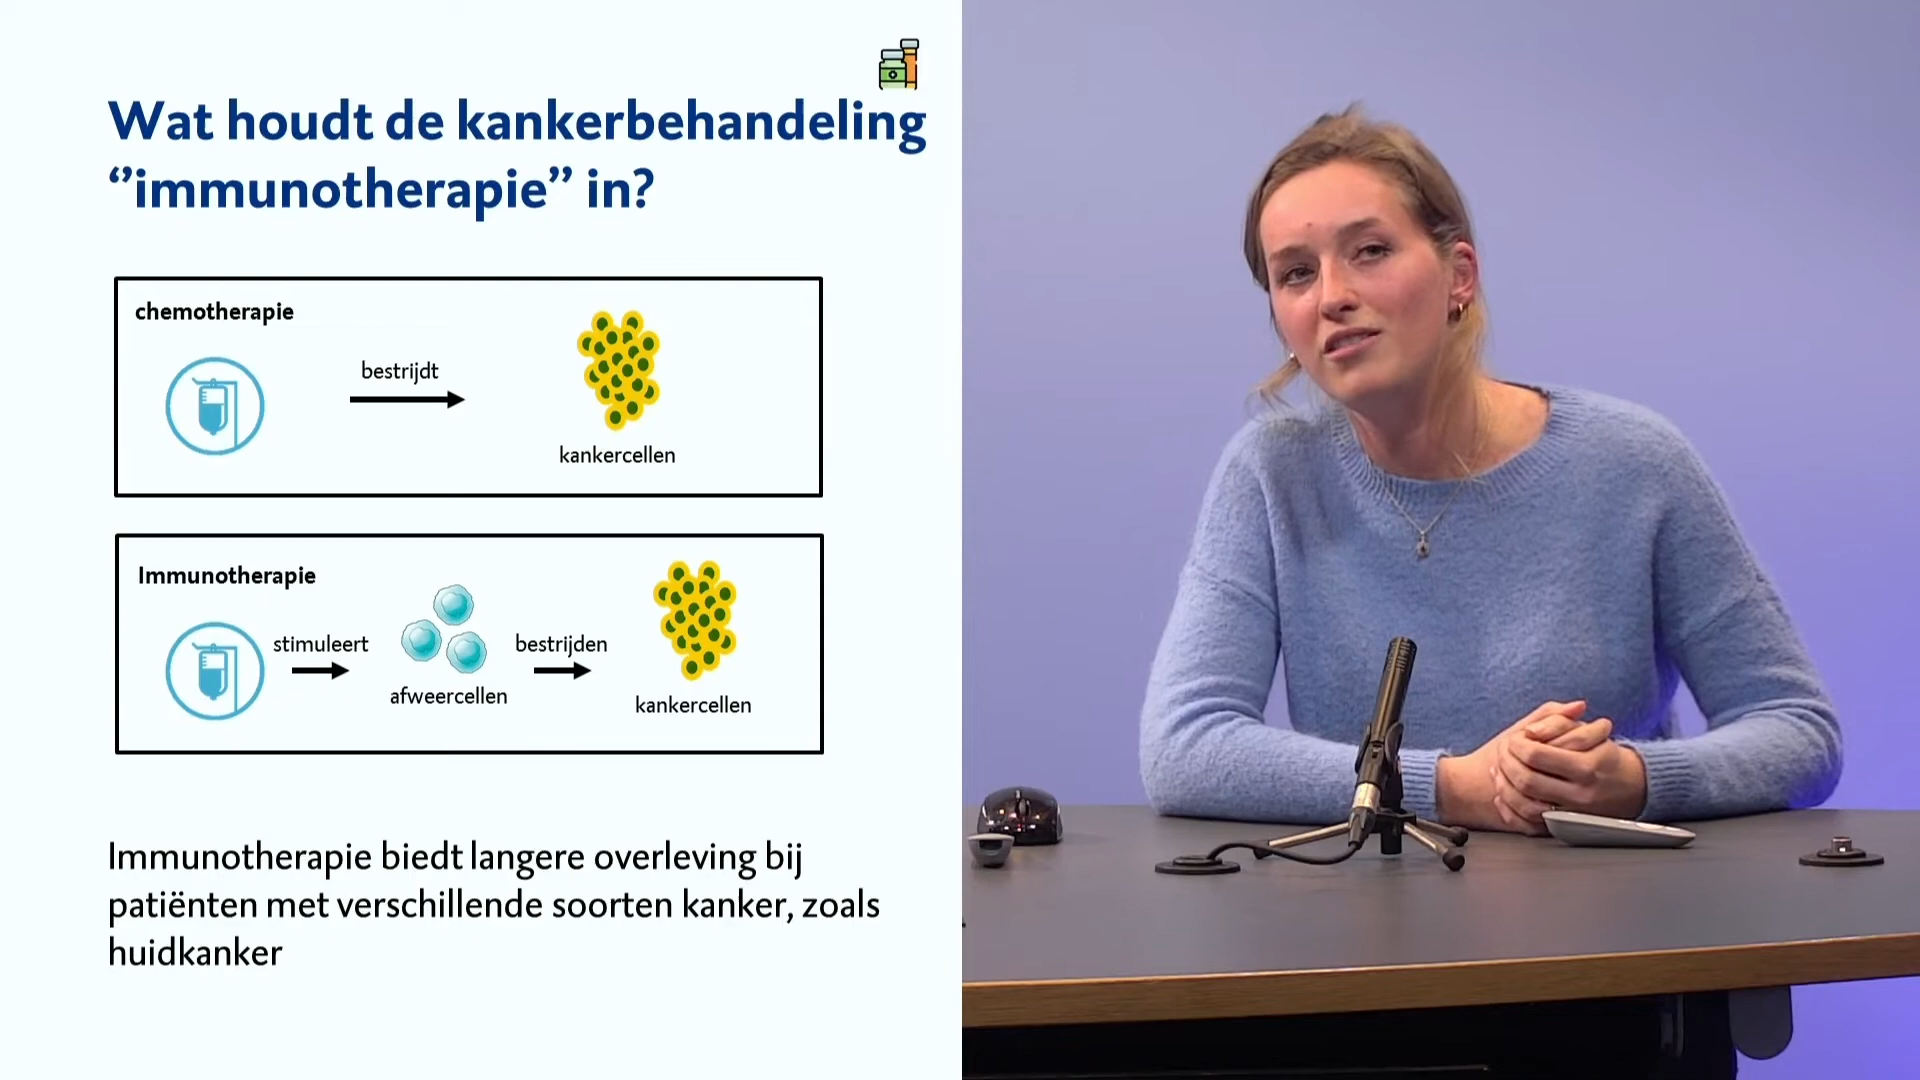 Wat houdt de kankerbehandeling
‘’immunotherapie’’ in?
chemotherapie
bestrijdt
kankercellen
Immunotherapie
stimuleert
bestrijden
afweercellen
kankercellen
Immunotherapie biedt langere overleving bij
patiënten met verschillende soorten kanker, zoals
huidkanker